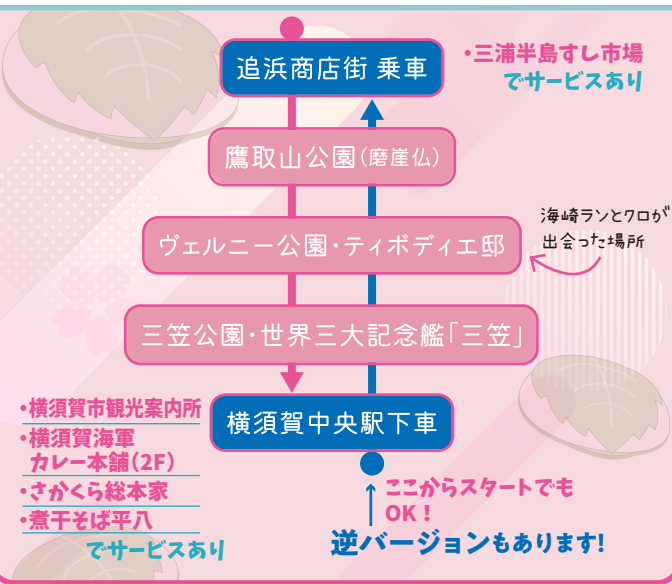 追浜商店街 乗車
・三浦半島すし市場
でサービスあり
鷹取山公園(磨崖仏)
海崎ランとクロが
出会った場所
ヴェルニー公園・ティボディエ邸
三笠公園・世界三大記念艦「三笠」
横須賀中央駅下車
・横須賀市観光案内所
・横須賀海軍
カレー本舗(2F)
・さかくら総本家
・煮干そば平八
でサービスあり
ここからスタートでも
OK!
逆バージョンもあります!